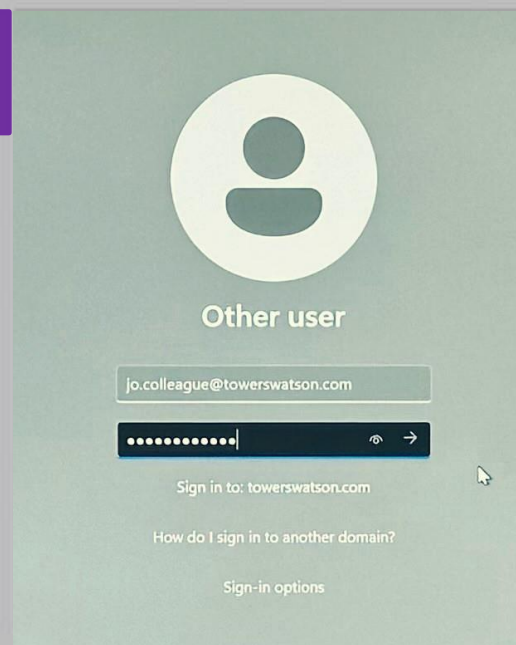 Other user
jo.colleague@towerswatson.com
••••••••••••
Sign in to: towerswatson.com
How do I sign in to another domain?
Sign-in options